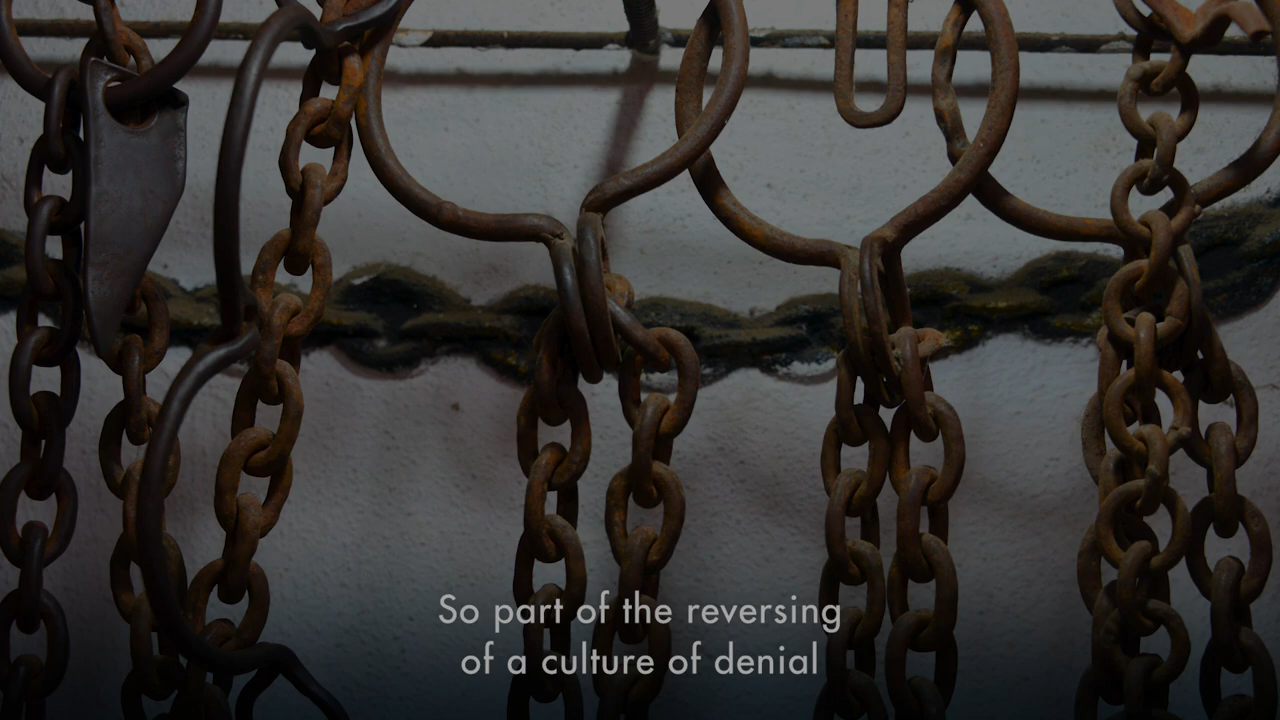 So part of the reversing
of a culture of denial